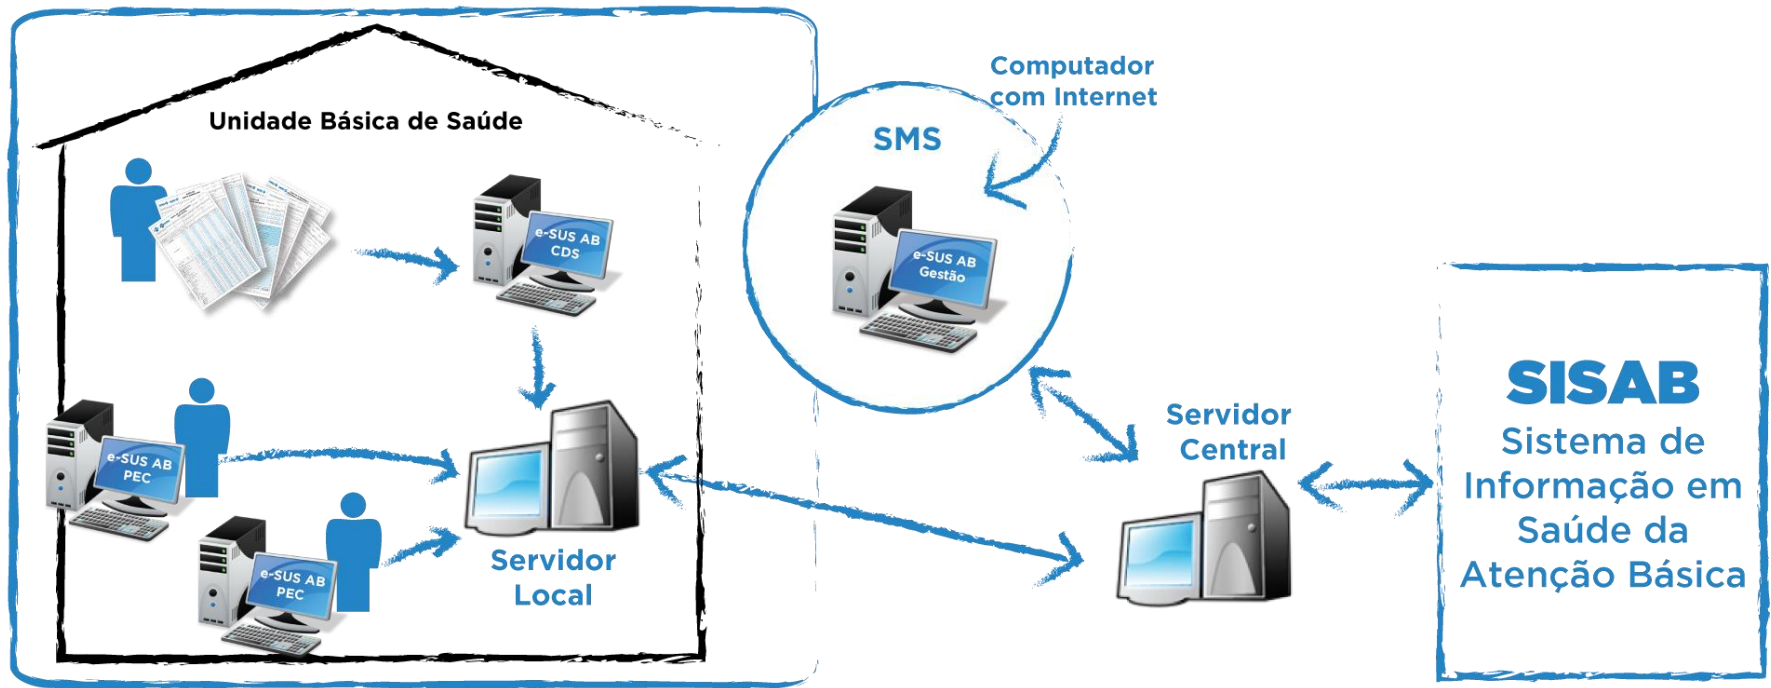 Unidade Básica de Saúde
e-SUS AB
CDS
e-SUS AB
PEC
e-SUS AB
PEC
Servidor
Local
Computador
com Internet
SMS
e-SUS AB
Gestão
Servidor
Central
SISAB
Sistema de
Informação em
Saúde da
Atenção Básica